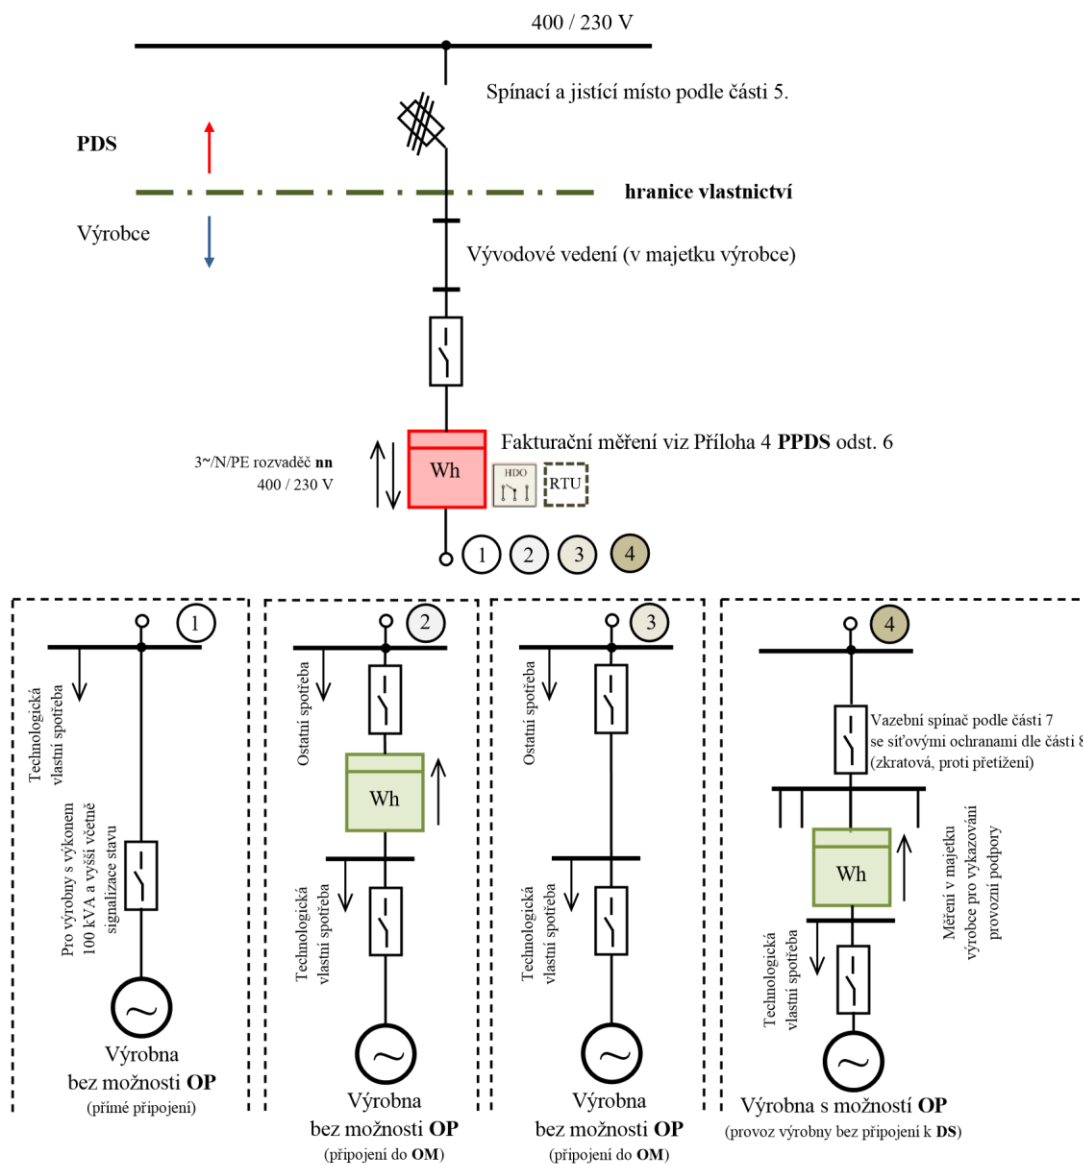 400 / 230 V
Spínací a jistící místo podle části 5.
PDS
hranice vlastnictví
Výrobce
Vývodové vedení (v majetku výrobce)
Fakturační měření viz Příloha 4 PPDS odst. 6
3~/N/PE rozvaděč nn
400 / 230 V
Wh
HDO
RTU
1
2
3
4
1
Technologická
vlastní spotřeba
Pro výrobny s výkonem
100 kVA a vyšší včetně
signalizace stavu
Výrobna
bez možnosti OP
(přímé připojení)
2
Ostatní spotřeba
Wh
Technologická
vlastní spotřeba
Výrobna
bez možnosti OP
(připojení do OM)
3
Ostatní spotřeba
Technologická
vlastní spotřeba
Výrobna
bez možnosti OP
(připojení do OM)
4
Vazební spínač podle části 7
se síťovými ochranami dle části 8
(zkratová, proti přetížení)
Wh
Měření v majetku
výrobce pro vykazování
provozní podpory
Technologická
vlastní spotřeba
Výrobna s možností OP
(provoz výrobny bez připojení k DS)